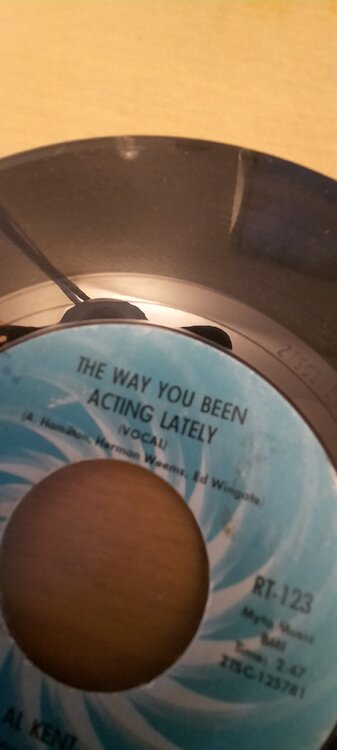 THE WAY YOU BEEN
ACTING LATELY
(VOCAL)
(A. Hamilton, Herman Weems, Ed Wingate)
RT-123
Myto Music
BMI
Time: 2:47
ZTSC-125781
AL KENT